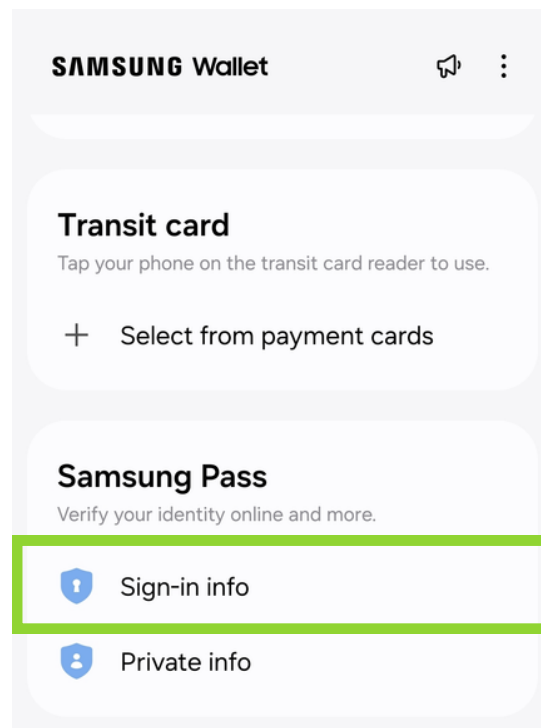 SAMSUNG Wallet
Transit card
Tap your phone on the transit card reader to use.
Select from payment cards
Samsung Pass
Verify your identity online and more.
Sign-in info
Private info